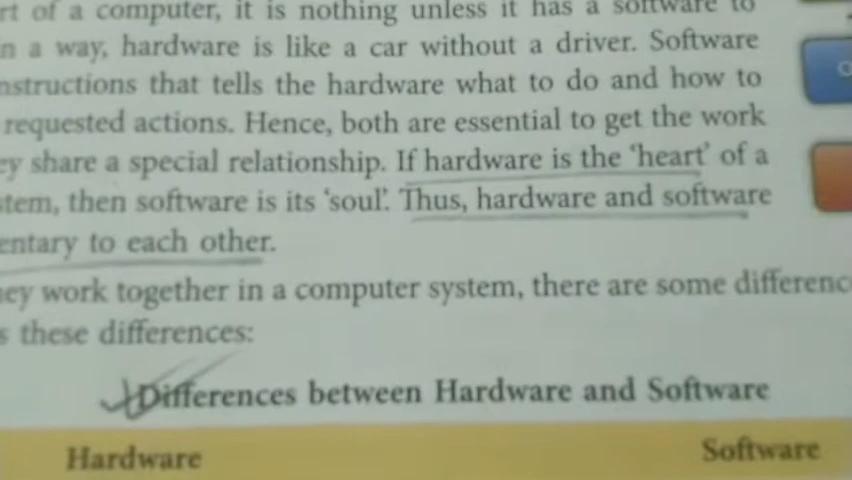 of a computer, it is nothing unless it has a software to
a way, hardware is like a car without a driver. Software
nstructions that tells the hardware what to do and how to
requested actions. Hence, both are essential to get the work
ey share a special relationship. If hardware is the ‘heart’ of a
stem, then software is its ‘soul’. Thus, hardware and software
entary to each other.
ey work together in a computer system, there are some differenc
s these differences:
Differences between Hardware and Software
Hardware Software